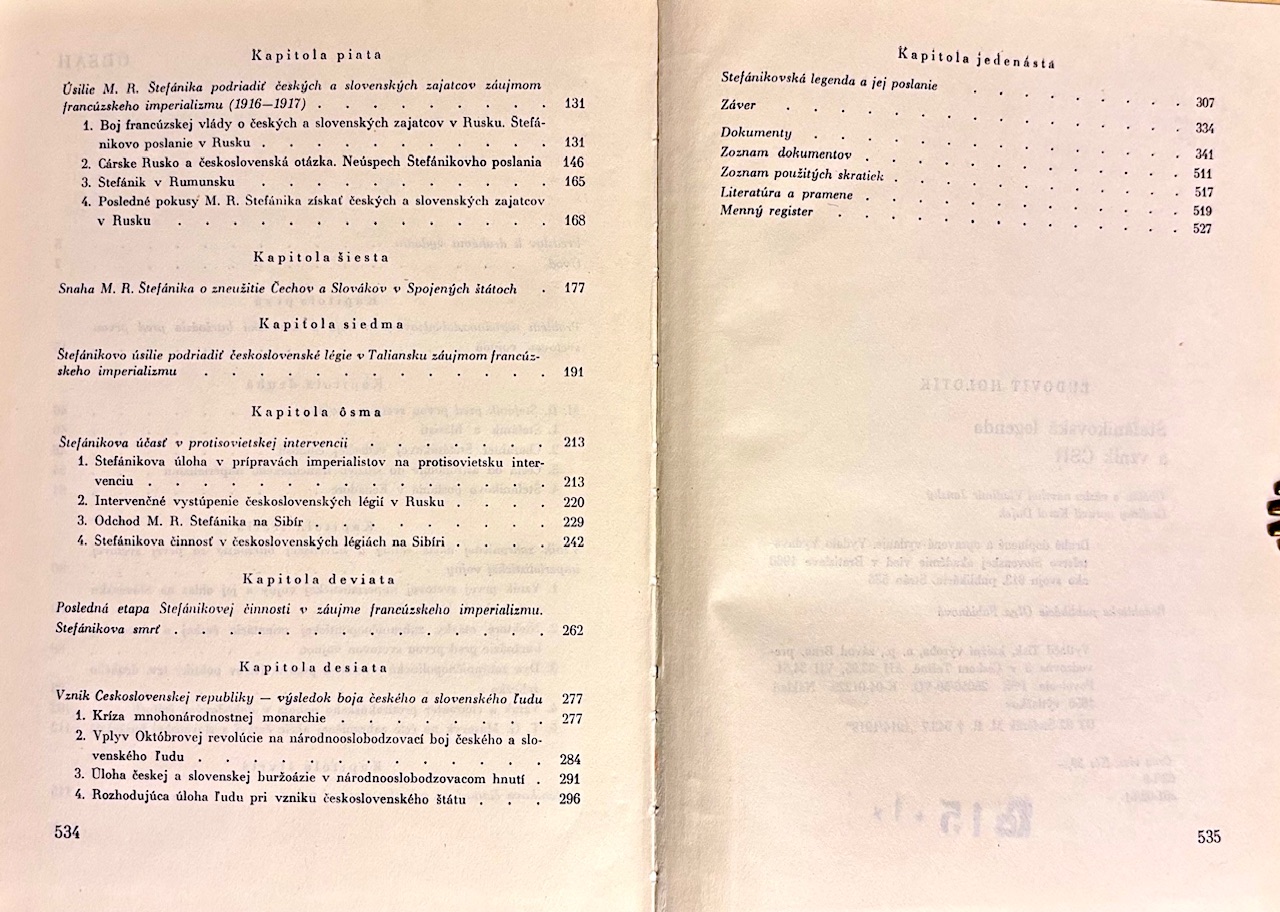 Kapitola piata
Úsilie M. R. Štefánika podriadiť českých a slovenských zajatcov záujmom
francúzskeho imperializmu (1916—1917) . . . . . . . . . 131
1. Boj francúzskej vlády o českých a slovenských zajatcov v Rusku. Štefá-
nikovo poslanie v Rusku . . . . . . . . . . . 131
2. Cárske Rusko a československá otázka. Neúspech Štefánikovho poslania 146
3. Štefánik v Rumunsku . . . . . . . . . . . 165
4. Posledné pokusy M. R. Štefánika získať českých a slovenských zajatcov
v Rusku . . . . . . . . . . . . . . 168
Kapitola šiesta
Snaha M. R. Štefánika o zneužitie Čechov a Slovákov v Spojených štátoch . 177
Kapitola siedma
Štefánikovo úsilie podriadiť československé légie v Taliansku záujmom francúz-
skeho imperializmu . . . . . . . . . . . . . 191
Kapitola ôsma
Štefánikova účasť v protisovietskej intervencii . . . . . . . 213
1. Štefánikova úloha v prípravách imperialistov na protisovietsku inter-
venciu . . . . . . . . . . . . . . . 213
2. Intervenčné vystúpenie československých légií v Rusku . . . . 220
3. Odchod M. R. Štefánika na Sibír . . . . . . . . . 229
4. Štefánikova činnosť v československých légiách na Sibíri . . . . 242
Kapitola deviata
Posledná etapa Štefánikovej činnosti v záujme francúzskeho imperializmu.
Štefánikova smrť . . . . . . . . . . . . . . 262
Kapitola desiata
Vznik Československej republiky — výsledok boja českého a slovenského ľudu 277
1. Kríza mnohonárodnostnej monarchie . . . . . . . . 277
2. Vplyv Októbrovej revolúcie na národnooslobodzovací boj českého a slo-
venského ľudu . . . . . . . . . . . . . 284
3. Úloha českej a slovenskej buržoázie v národnooslobodzovacom hnutí . 291
4. Rozhodujúca úloha ľudu pri vzniku československého štátu . . . 296
534
Kapitola jedenásta
Štefánikovská legenda a jej poslanie . . . . . . . . . 307
Záver . . . . . . . . . . . . . . . . 334
Dokumenty . . . . . . . . . . . . . . . 341
Zoznam dokumentov . . . . . . . . . . . . . 511
Zoznam použitých skratiek . . . . . . . . . . . . 517
Literatúra a pramene . . . . . . . . . . . . . 519
Menný register . . . . . . . . . . . . . . 527
535